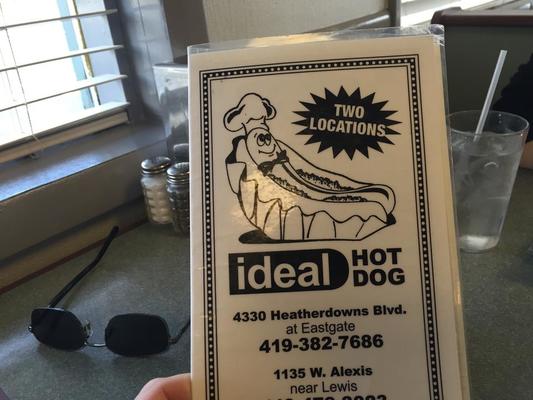 TWO
LOCATIONS
ideal HOT
DOG
4330 Heatherdowns Blvd.
at Eastgate
419-382-7686
1135 W. Alexis
near Lewis